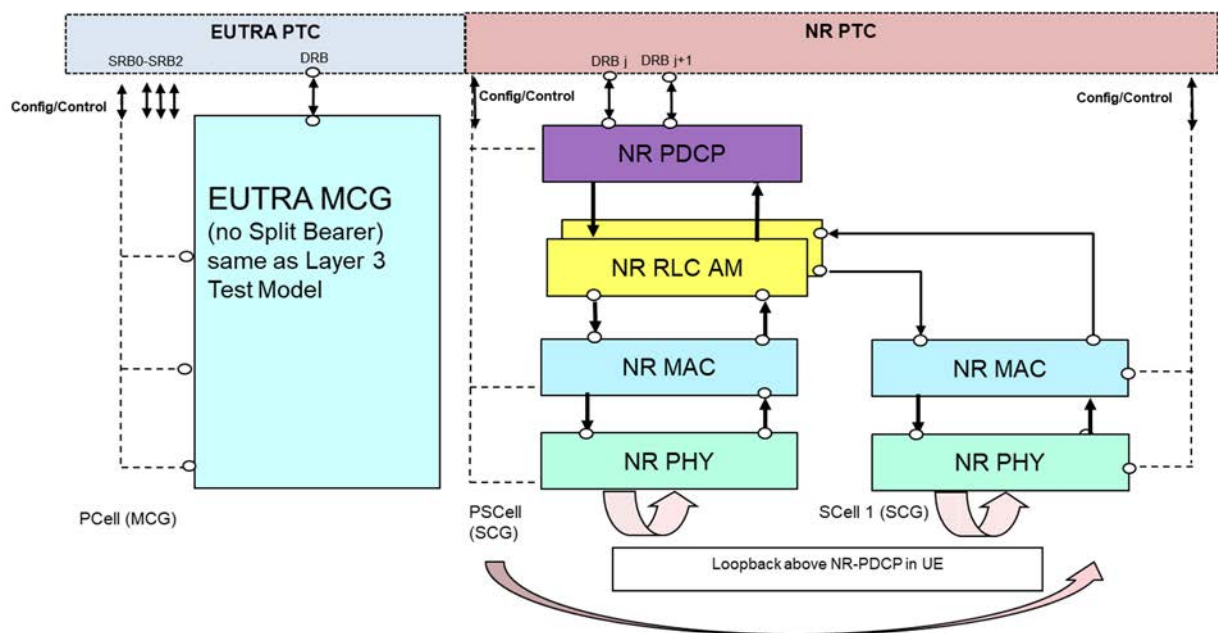 EUTRA PTC
NR PTC
SRB0-SRB2
DRB
DRB j
DRB j+1
Config/Control
Config/Control
Config/Control
NR PDCP
EUTRA MCG
(no Split Bearer)
same as Layer 3
Test Model
NR RLC AM
NR MAC
NR MAC
NR PHY
NR PHY
PCell (MCG)
PSCell
(SCG)
SCell 1 (SCG)
Loopback above NR-PDCP in UE